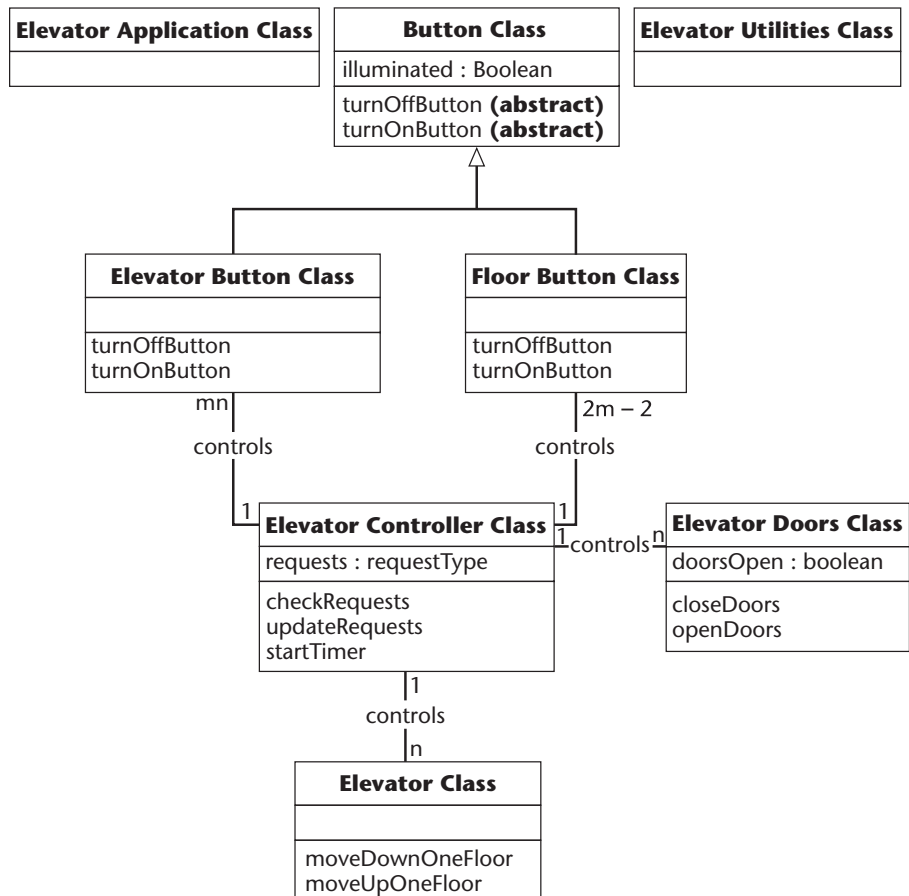 Elevator Application Class
Button Class
illuminated : Boolean
turnOffButton (abstract)
turnOnButton (abstract)
Elevator Utilities Class
Elevator Button Class
turnOffButton
turnOnButton
Floor Button Class
turnOffButton
turnOnButton
mn
controls
1
2m – 2
controls
1
Elevator Controller Class
requests : requestType
checkRequests
updateRequests
startTimer
1
controls
n
Elevator Doors Class
doorsOpen : boolean
closeDoors
openDoors
1
controls
n
Elevator Class
moveDownOneFloor
moveUpOneFloor